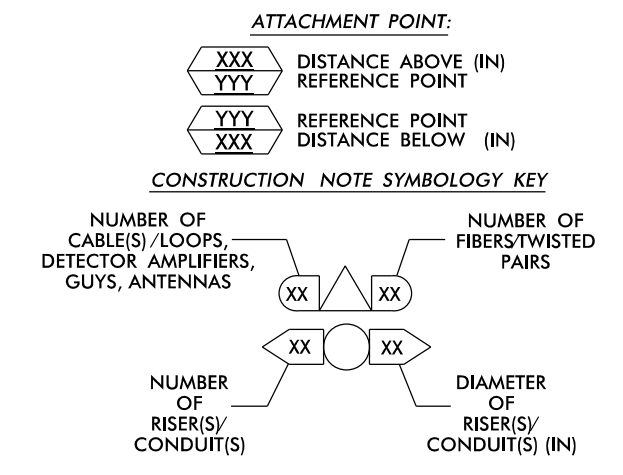 ATTACHMENT POINT:
XXX DISTANCE ABOVE (IN)
YYY REFERENCE POINT
YYY REFERENCE POINT
XXX DISTANCE BELOW (IN)
CONSTRUCTION NOTE SYMBOLOGY KEY
NUMBER OF
CABLE(S)/LOOPS,
DETECTOR AMPLIFIERS,
GUYS, ANTENNAS
NUMBER OF
FIBERS/TWISTED
PAIRS
XX XX
XX XX
NUMBER
OF
RISER(S)/
CONDUIT(S)
DIAMETER
OF
RISER(S)/
CONDUIT(S) (IN)